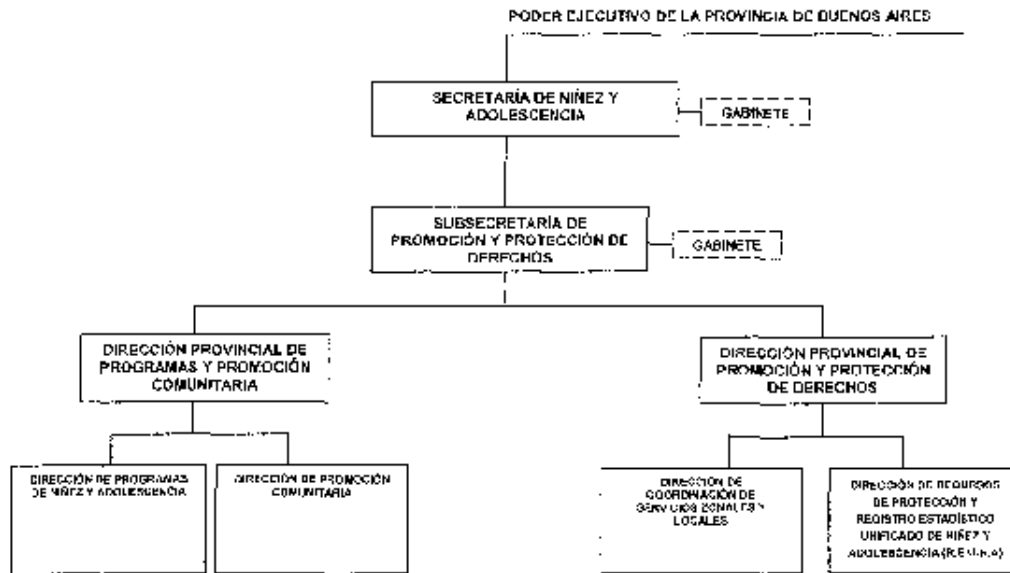 PODER EJECUTIVO DE LA PROVINCIA DE BUENOS AIRES
SECRETARÍA DE NIÑEZ Y
ADOLESCENCIA
GABINETE
SUBSECRETARÍA DE
PROMOCIÓN Y PROTECCIÓN DE
DERECHOS
GABINETE
DIRECCIÓN PROVINCIAL DE
PROGRAMAS Y PROMOCIÓN
COMUNITARIA
DIRECCIÓN PROVINCIAL DE
PROMOCIÓN Y PROTECCIÓN
DE DERECHOS
DIRECCIÓN DE PROGRAMAS
DE NIÑEZ Y ADOLESCENCIA
DIRECCIÓN DE PROMOCIÓN
COMUNITARIA
DIRECCIÓN DE
COORDINACIÓN DE
SERVICIOS ZONALES Y
LOCALES
DIRECCIÓN DE RECURSOS
DE PROTECCIÓN Y
REGISTRO ESTADÍSTICO
UNIFICADO DE NIÑEZ Y
ADOLESCENCIA